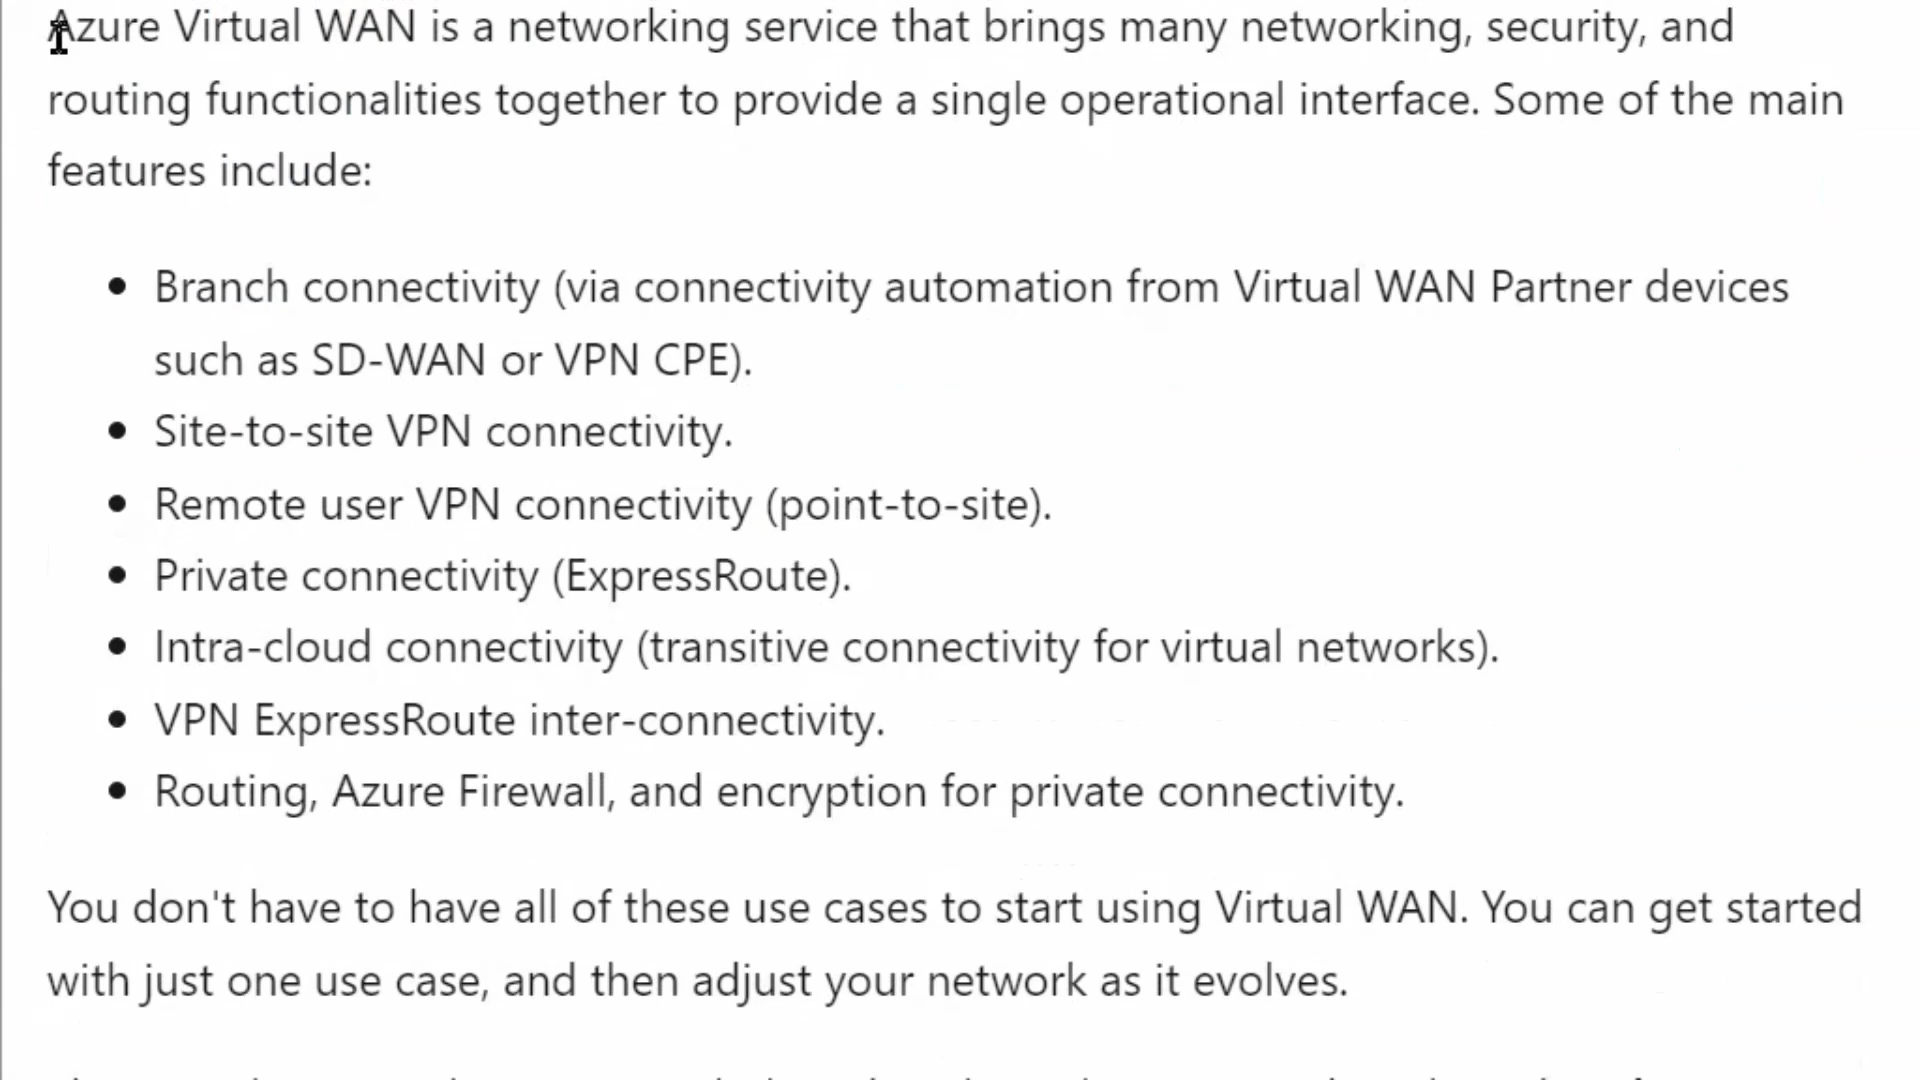 Azure Virtual WAN is a networking service that brings many networking, security, and
routing functionalities together to provide a single operational interface. Some of the main
features include:
• Branch connectivity (via connectivity automation from Virtual WAN Partner devices
such as SD-WAN or VPN CPE).
• Site-to-site VPN connectivity.
• Remote user VPN connectivity (point-to-site).
• Private connectivity (ExpressRoute).
• Intra-cloud connectivity (transitive connectivity for virtual networks).
• VPN ExpressRoute inter-connectivity.
• Routing, Azure Firewall, and encryption for private connectivity.
You don't have to have all of these use cases to start using Virtual WAN. You can get started
with just one use case, and then adjust your network as it evolves.